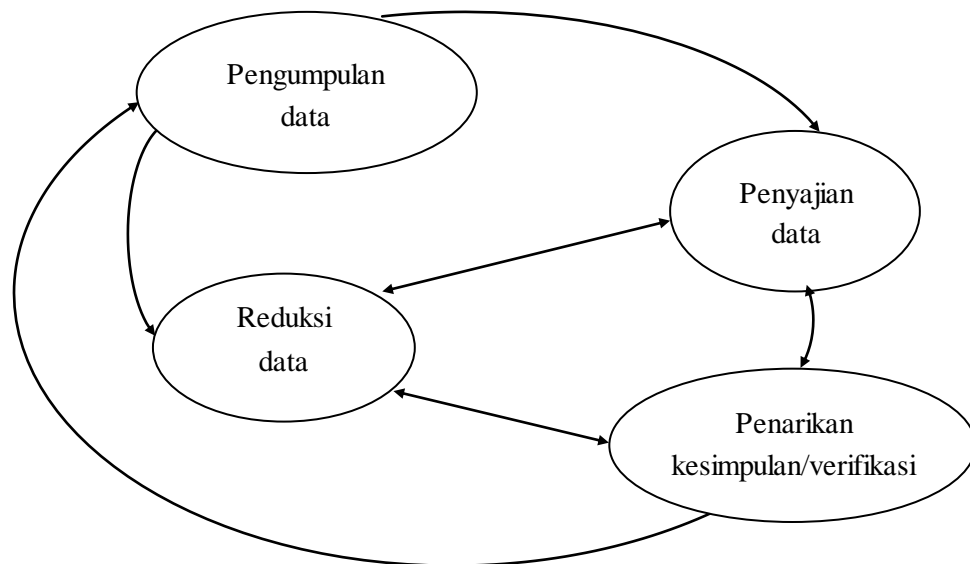 Pengumpulan
data
Penyajian
data
Reduksi
data
Penarikan
kesimpulan/verifikasi